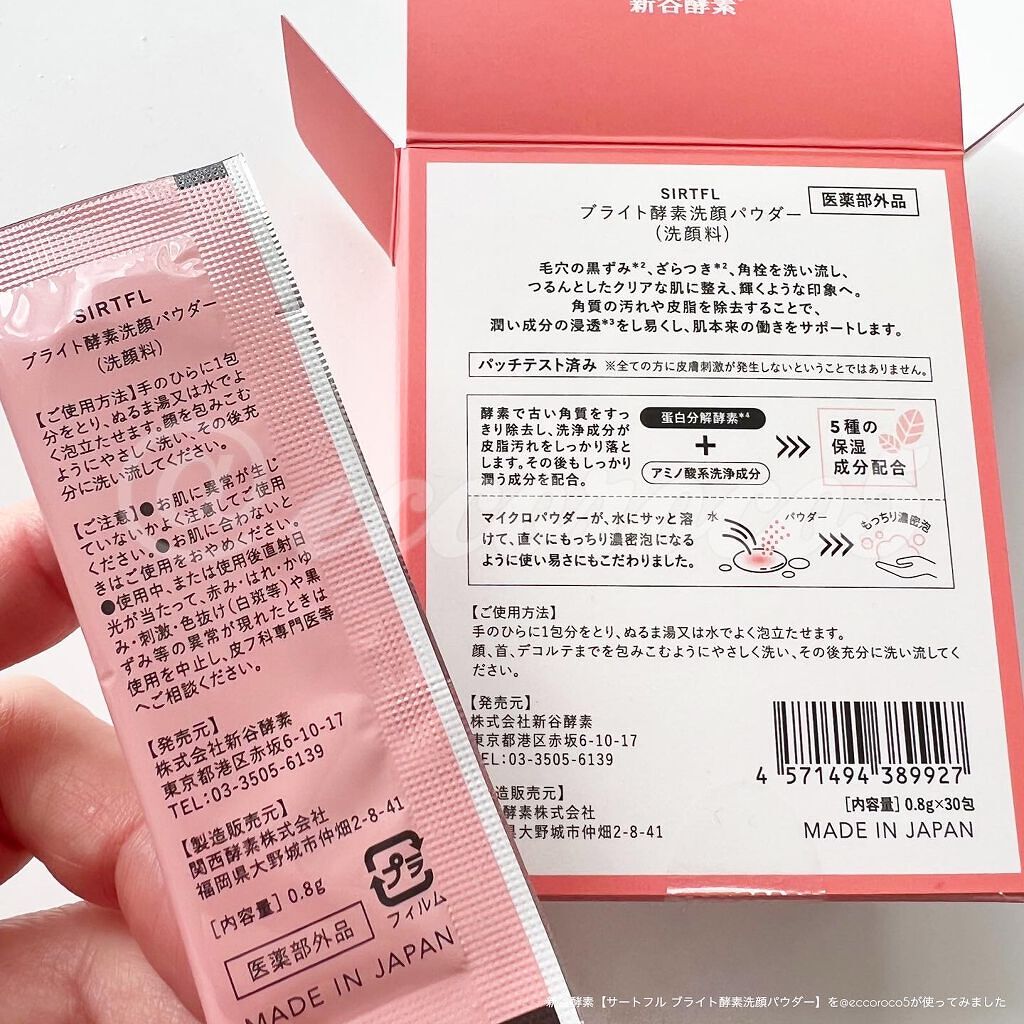 新谷酵素
SIRTFL
ブライト酵素洗顔パウダー
(洗顔料)
医薬部外品
毛穴の黒ずみ*²、ざらつき*²、角栓を洗い流し、
つるんとしたクリアな肌に整え、輝くような印象へ。
角質の汚れや皮脂を除去することで、
潤い成分の浸透*³をし易くし、肌本来の働きをサポートします。
パッチテスト済み ※全ての方に皮膚刺激が発生しないということではありません。
酵素で古い角質をすっ
きり除去し、洗浄成分が
皮脂汚れをしっかり落と
します。その後もしっかり
潤う成分を配合。
蛋白分解酵素*⁴
+
アミノ酸系洗浄成分
5種の
保湿
成分配合
マイクロパウダーが、水にサッと溶
けて、直ぐにもっちり濃密泡になる
ように使い易さにもこだわりました。
水
パウダー
もっちり濃密泡
【ご使用方法】
手のひらに1包分をとり、ぬるま湯又は水でよく泡立たせます。
顔、首、デコルテまでを包みこむようにやさしく洗い、その後充分に洗い流してく
ださい。
【発売元】
株式会社新谷酵素
東京都港区赤坂6-10-17
TEL:03-3505-6139
造販売元】
酵素株式会社
県大野城市仲畑2-8-41
4 571494 389927
[内容量] 0.8g×30包
MADE IN JAPAN
SIRTFL
ブライト酵素洗顔パウダー
(洗顔料)
【ご使用方法】手のひらに1包
分をとり、ぬるま湯又は水でよ
く泡立たせます。顔を包みこむ
ようにやさしく洗い、その後充
分に洗い流してください。
【ご注意】●お肌に異常が生じ
ていないかよく注意してご使用
ください。●お肌に合わないと
きはご使用をおやめください。
●使用中、または使用後直射日
光が当たって、赤み・はれ・かゆ
み・刺激・色抜け(白斑等)や黒
ずみ等の異常が現れたときは
使用を中止し、皮フ科専門医等
へご相談ください。
【発売元】
株式会社新谷酵素
東京都港区赤坂6-10-17
TEL:03-3505-6139
【製造販売元】
関西酵素株式会社
福岡県大野城市仲畑2-8-41
[内容量] 0.8g
プラ
フィルム
医薬部外品
MADE IN JAPAN
@eccoroco5
新谷酵素【サートフル ブライト酵素洗顔パウダー】を@eccoroco5が使ってみました